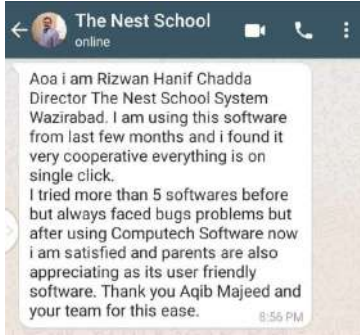 The Nest School
online
Aoa i am Rizwan Hanif Chadda
Director The Nest School System
Wazirabad. I am using this software
from last few months and i found it
very cooperative everything is on
single click.
I tried more than 5 softwares before
but always faced bugs problems but
after using Computech Software now
i am satisfied and parents are also
appreciating as its user friendly
software. Thank you Aqib Majeed and
your team for this ease.
8:56 PM